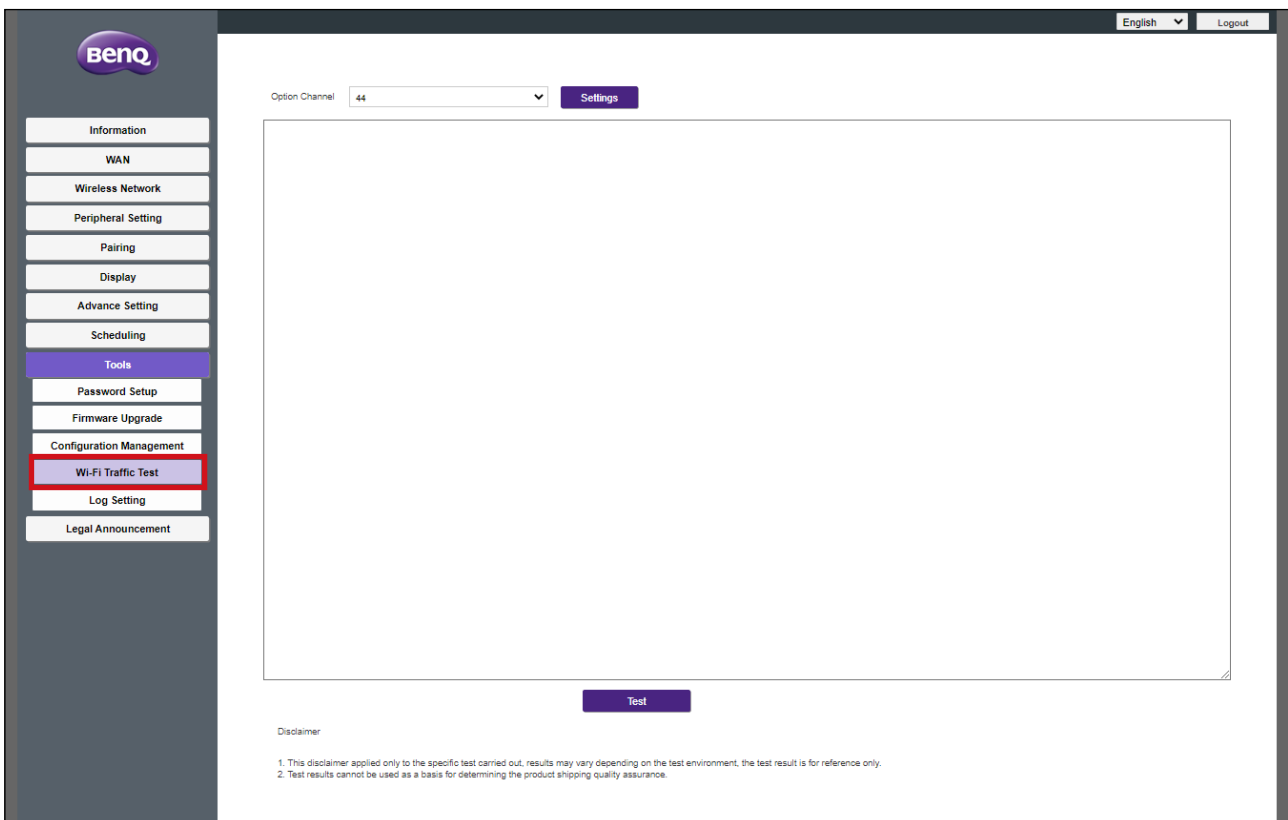 English
Logout
BenQ
Option Channel 44 Settings
Information
WAN
Wireless Network
Peripheral Setting
Pairing
Display
Advance Setting
Scheduling
Tools
Password Setup
Firmware Upgrade
Configuration Management
Wi-Fi Traffic Test
Log Setting
Legal Announcement
Test
Disclaimer
1. This disclaimer applied only to the specific test carried out, results may vary depending on the test environment, the test result is for reference only.
2. Test results cannot be used as a basis for determining the product shipping quality assurance.